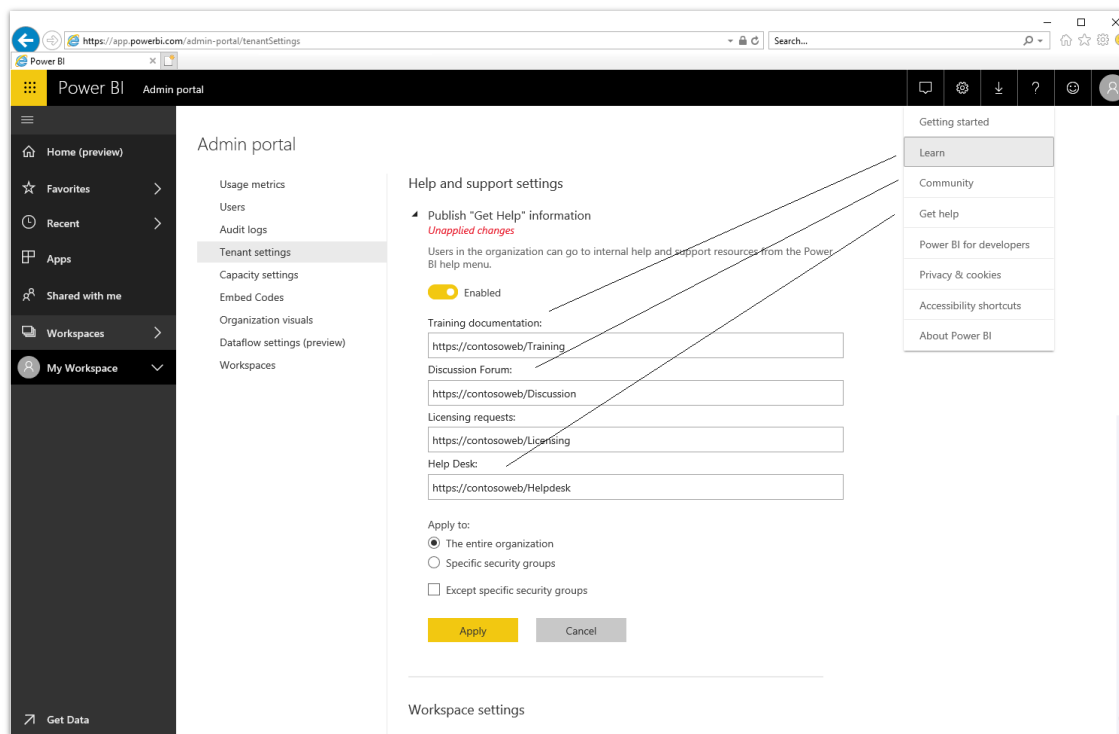 https://app.powerbi.com/admin-portal/tenantSettings
Search...
Power BI
Power BI Admin portal
Home (preview)
Favorites
Recent
Apps
Shared with me
Workspaces
My Workspace
Get Data
Admin portal
Usage metrics
Users
Audit logs
Tenant settings
Capacity settings
Embed Codes
Organization visuals
Dataflow settings (preview)
Workspaces
Help and support settings
Publish "Get Help" information
Unapplied changes
Users in the organization can go to internal help and support resources from the Power
BI help menu.
Enabled
Training documentation:
https://contosoweb/Training
Discussion Forum:
https://contosoweb/Discussion
Licensing requests:
https://contosoweb/Licensing
Help Desk:
https://contosoweb/Helpdesk
Apply to:
The entire organization
Specific security groups
Except specific security groups
Apply
Cancel
Workspace settings
Getting started
Learn
Community
Get help
Power BI for developers
Privacy & cookies
Accessibility shortcuts
About Power BI